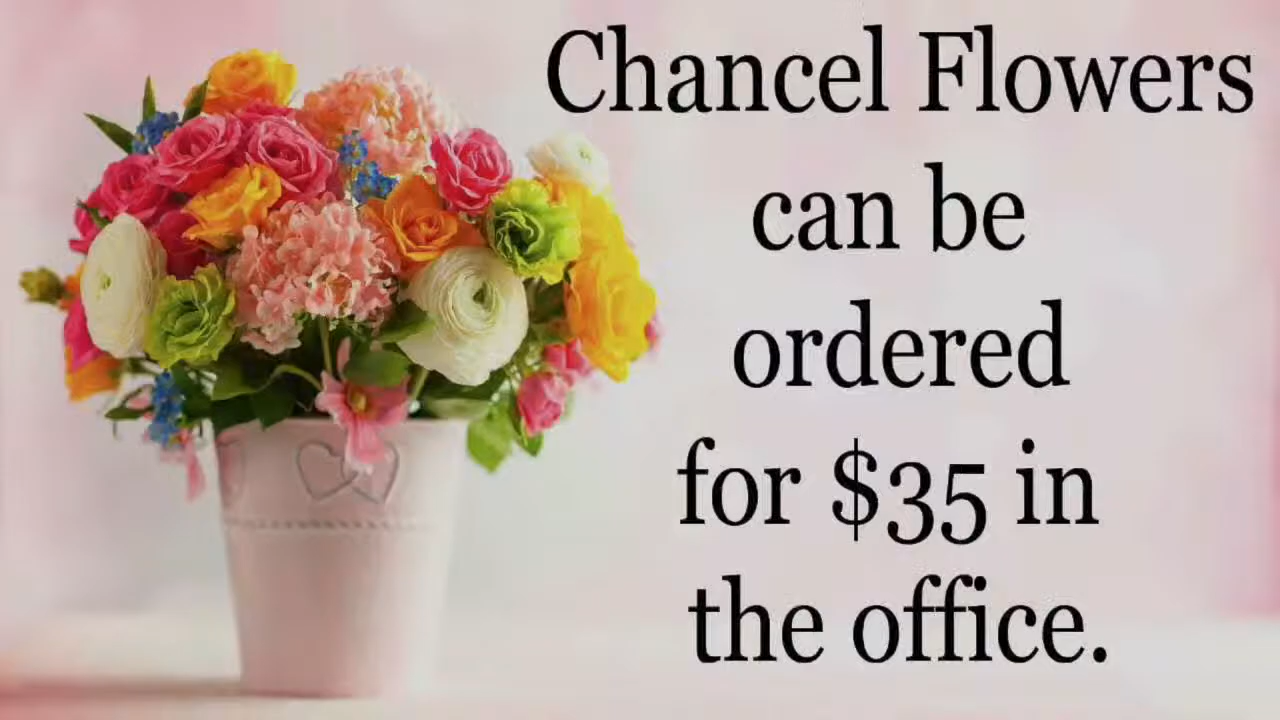 Chancel Flowers
can be
ordered
for $35 in
the office.